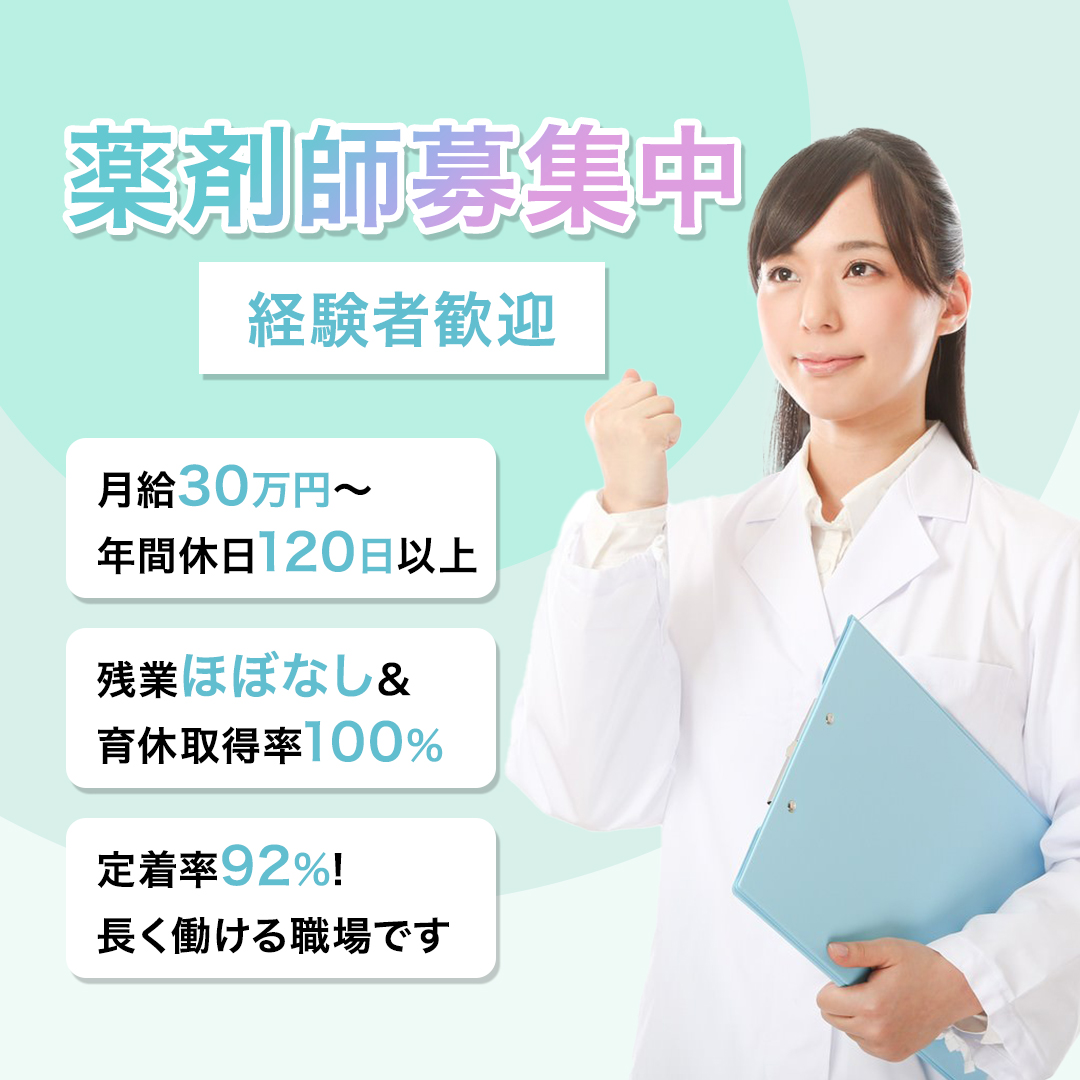 薬剤師募集中
経験者歓迎
月給30万円～
年間休日120日以上
残業ほぼなし&
育休取得率100%
定着率92%!
長く働ける職場です